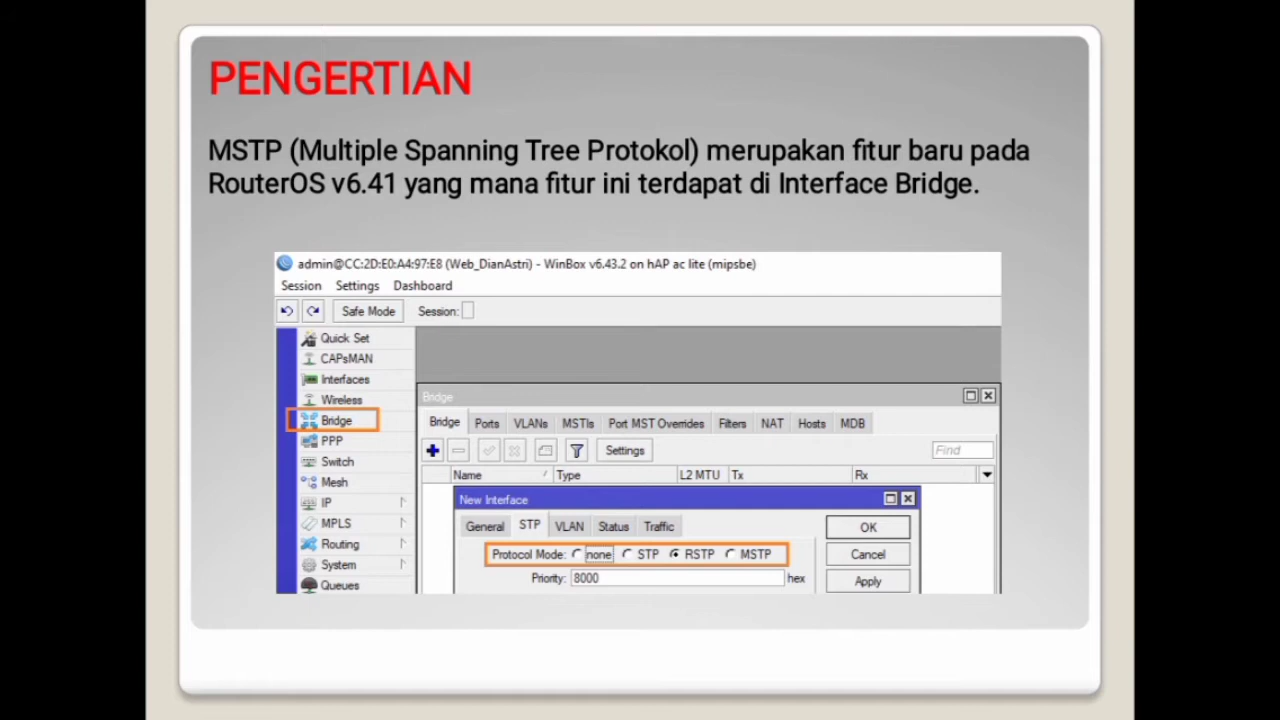 PENGERTIAN
MSTP (Multiple Spanning Tree Protokol) merupakan fitur baru pada
RouterOS v6.41 yang mana fitur ini terdapat di Interface Bridge.
admin@CC:2D:E0:A4:97:E8 (Web_DianAstri) - WinBox v6.43.2 on hAP ac lite (mipsbe)
Session Settings Dashboard
Safe Mode Session:
Quick Set
CAPsMAN
Interfaces
Wireless
Bridge
PPP
Switch
Mesh
IP
MPLS
Routing
System
Queues
Bridge
Bridge Ports VLANs MSTIs Port MST Overrides Filters NAT Hosts MDB
Settings Find
Name Type L2 MTU Tx Rx
New Interface
General STP VLAN Status Traffic
OK
Protocol Mode: none STP RSTP MSTP
Cancel
Priority: 8000 hex
Apply